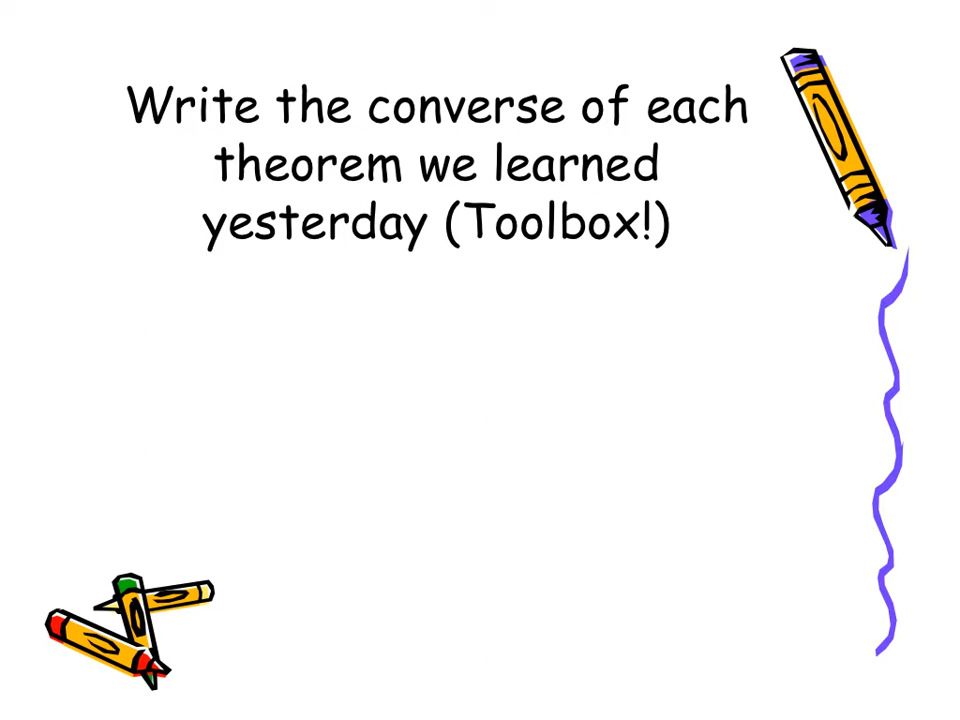 Write the converse of each
theorem we learned
yesterday (Toolbox!)